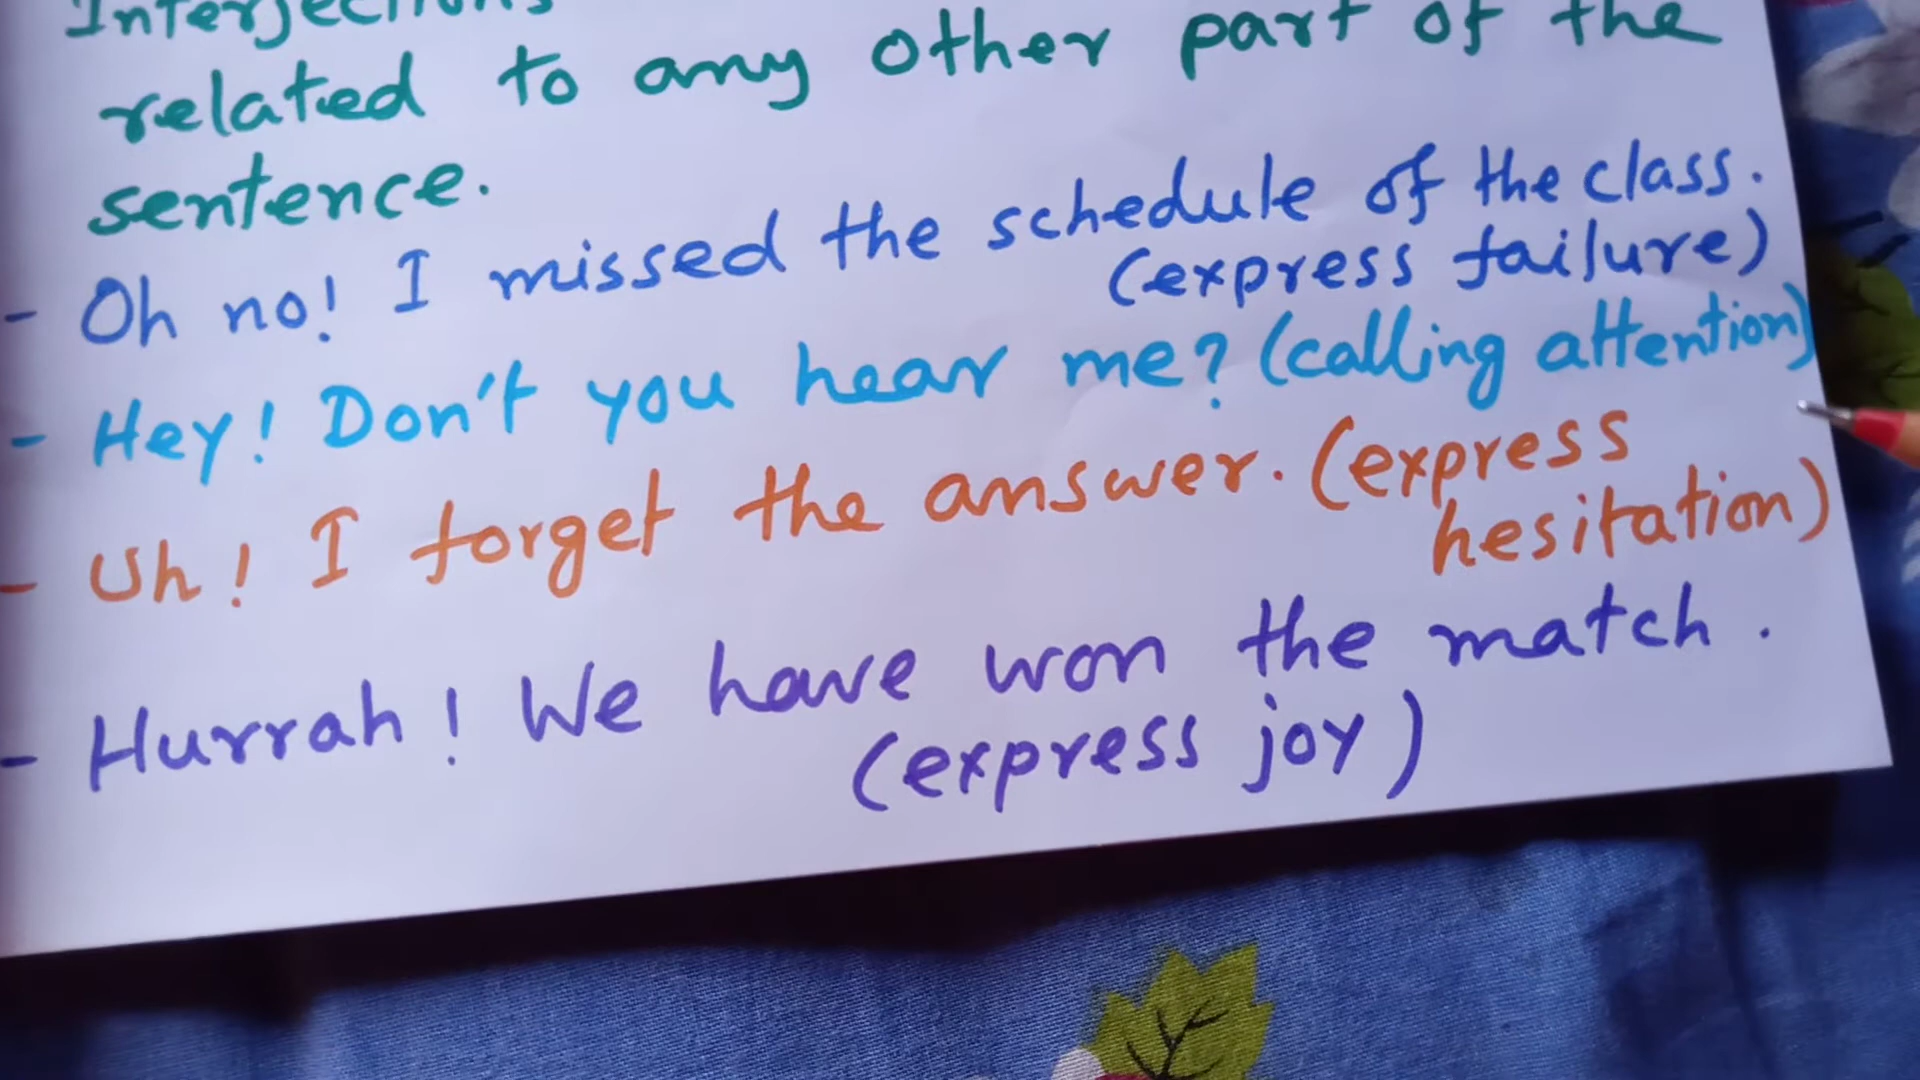 Interjections
related to any other part of the
sentence.
- Oh no! I missed the schedule of the class.
(express failure)
- Hey! Don't you hear me? (calling attention)
- Uh! I forget the answer. (express
hesitation)
- Hurrah! We have won the match.
(express joy)